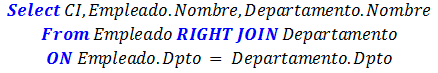 Select CI,Empleado.Nombre,Departamento.Nombre
From Empleado RIGHT JOIN Departamento
ON Empleado.Dpto = Departamento.Dpto